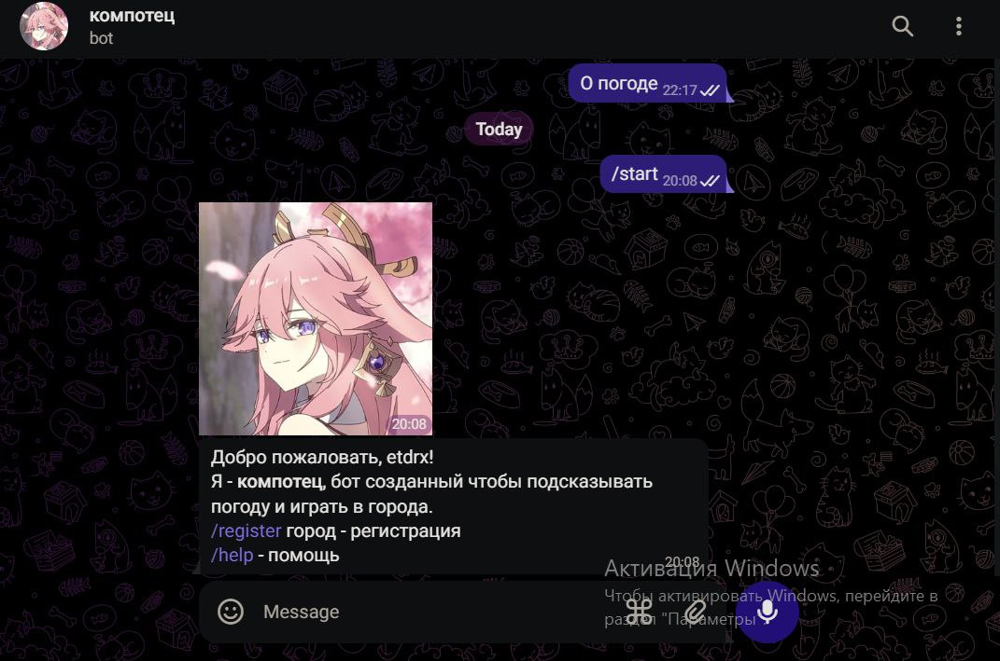 компотец
bot
О погоде 22:17
Today
/start 20:08
20:08
Добро пожаловать, etdrx!
Я - компотец, бот созданный чтобы подсказывать
погоду и играть в города.
/register город - регистрация
/help - помощь
20:08
Активация Windows
Чтобы активировать Windows, перейдите в
раздел "Параметры
Message